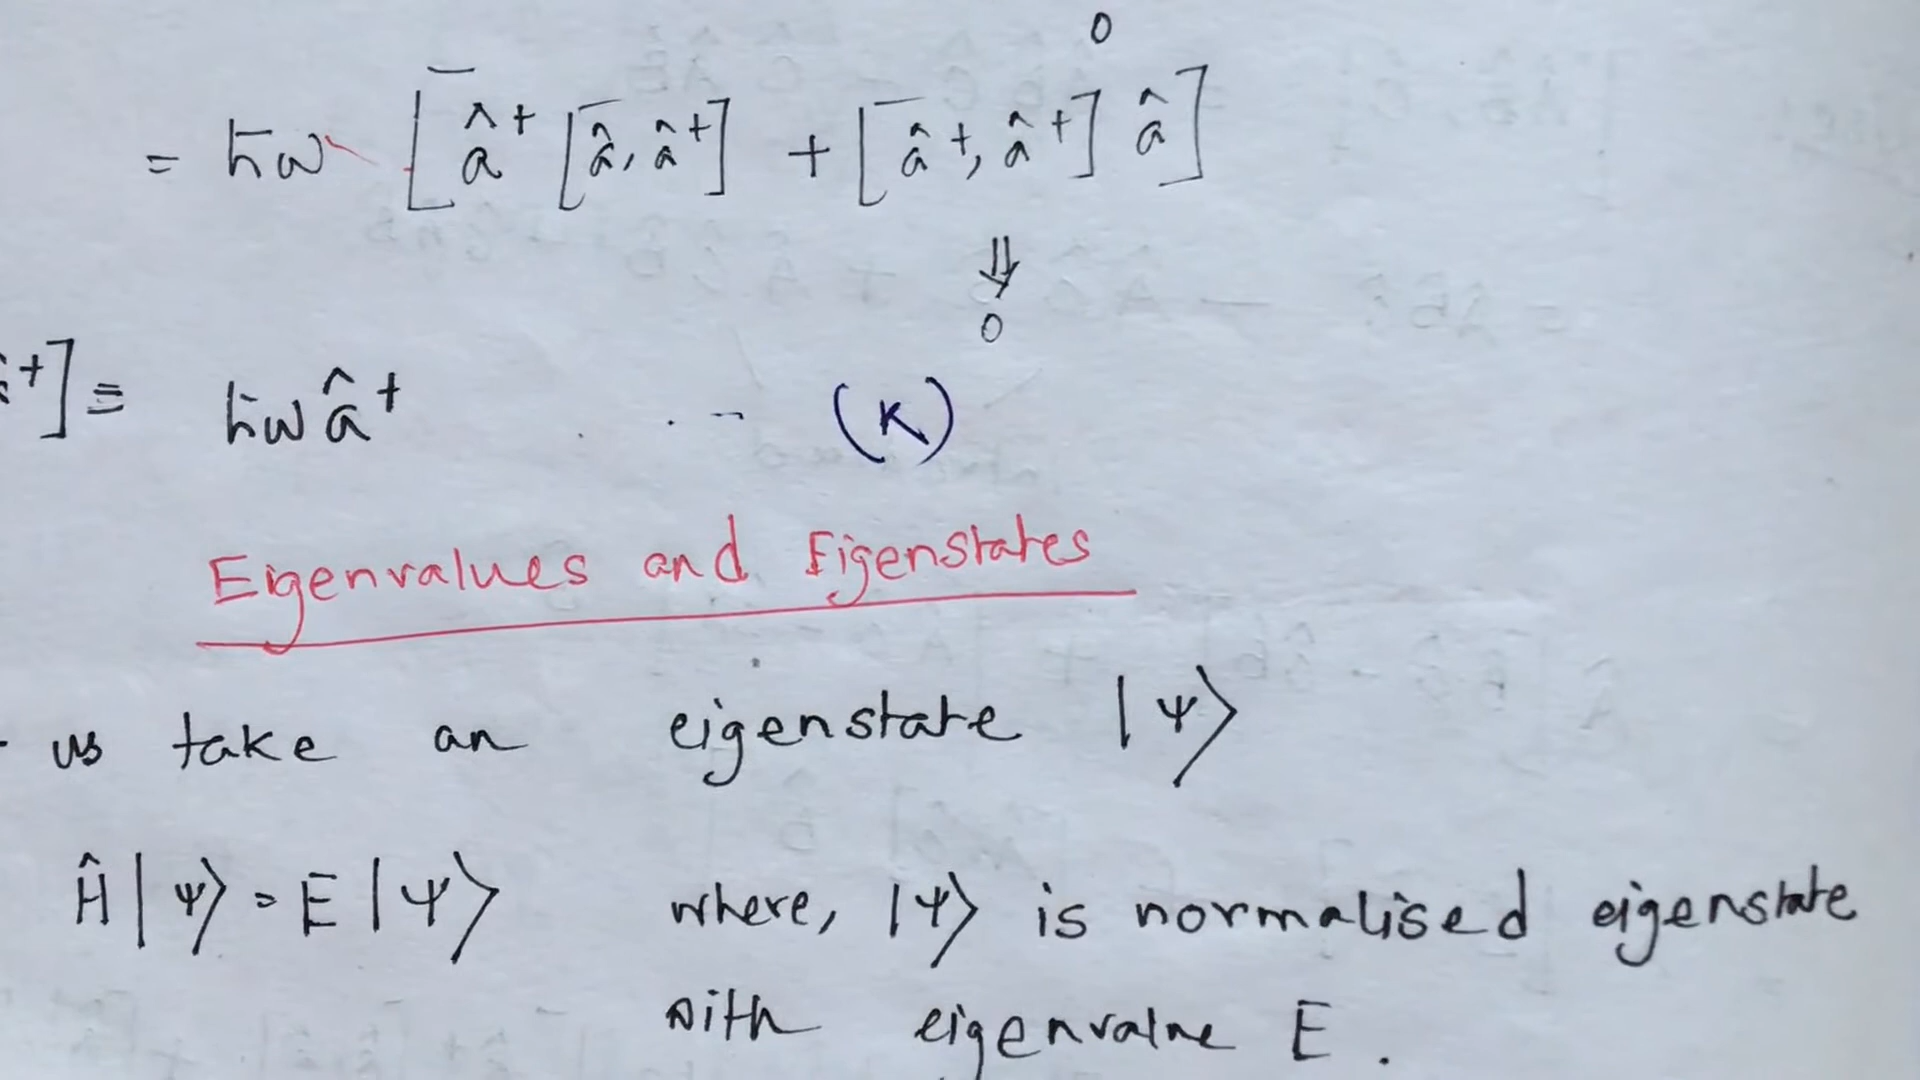 0
= ħω [ â† [â, â†] + [â†, â†] â ]
⇓
0
†] ≡ ħω â† . . - (K)
Eigenvalues and Eigenstates
us take an eigenstate |ψ⟩
Ĥ|ψ⟩ = E|ψ⟩ where, |ψ⟩ is normalised eigenstate
with eigenvalue E.